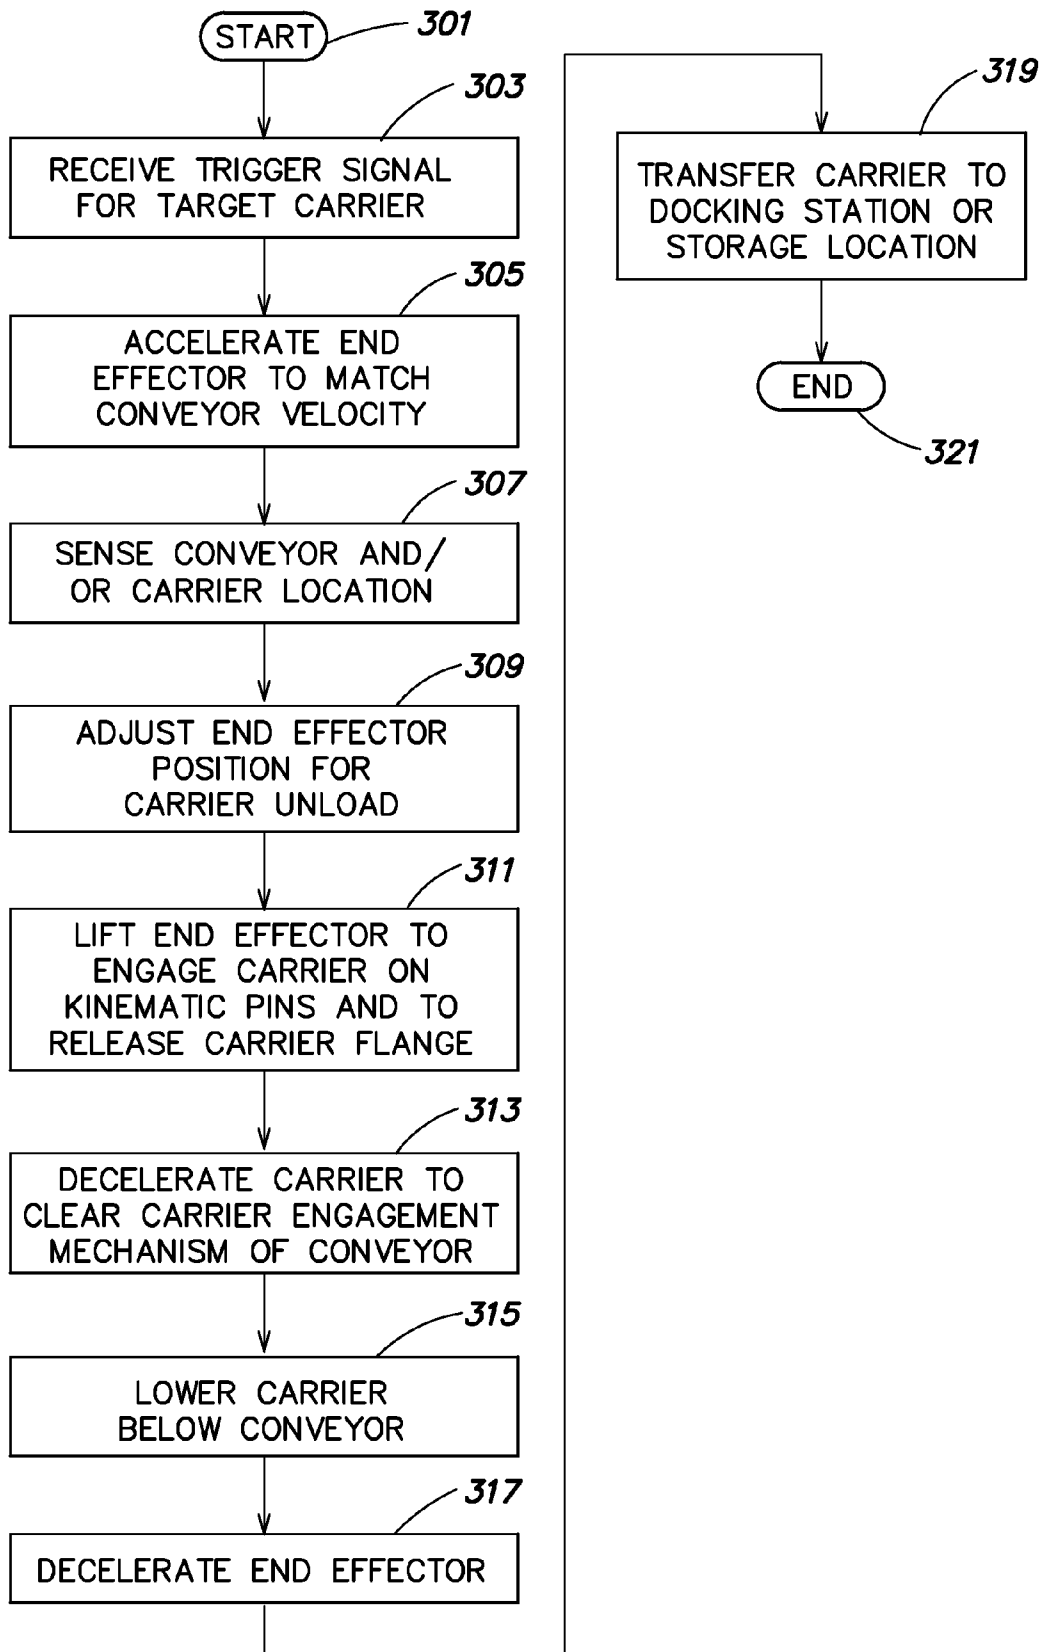 START
301
303
RECEIVE TRIGGER SIGNAL
FOR TARGET CARRIER
305
ACCELERATE END
EFFECTOR TO MATCH
CONVEYOR VELOCITY
307
SENSE CONVEYOR AND/
OR CARRIER LOCATION
309
ADJUST END EFFECTOR
POSITION FOR
CARRIER UNLOAD
311
LIFT END EFFECTOR TO
ENGAGE CARRIER ON
KINEMATIC PINS AND TO
RELEASE CARRIER FLANGE
313
DECELERATE CARRIER TO
CLEAR CARRIER ENGAGEMENT
MECHANISM OF CONVEYOR
315
LOWER CARRIER
BELOW CONVEYOR
317
DECELERATE END EFFECTOR
319
TRANSFER CARRIER TO
DOCKING STATION OR
STORAGE LOCATION
END
321